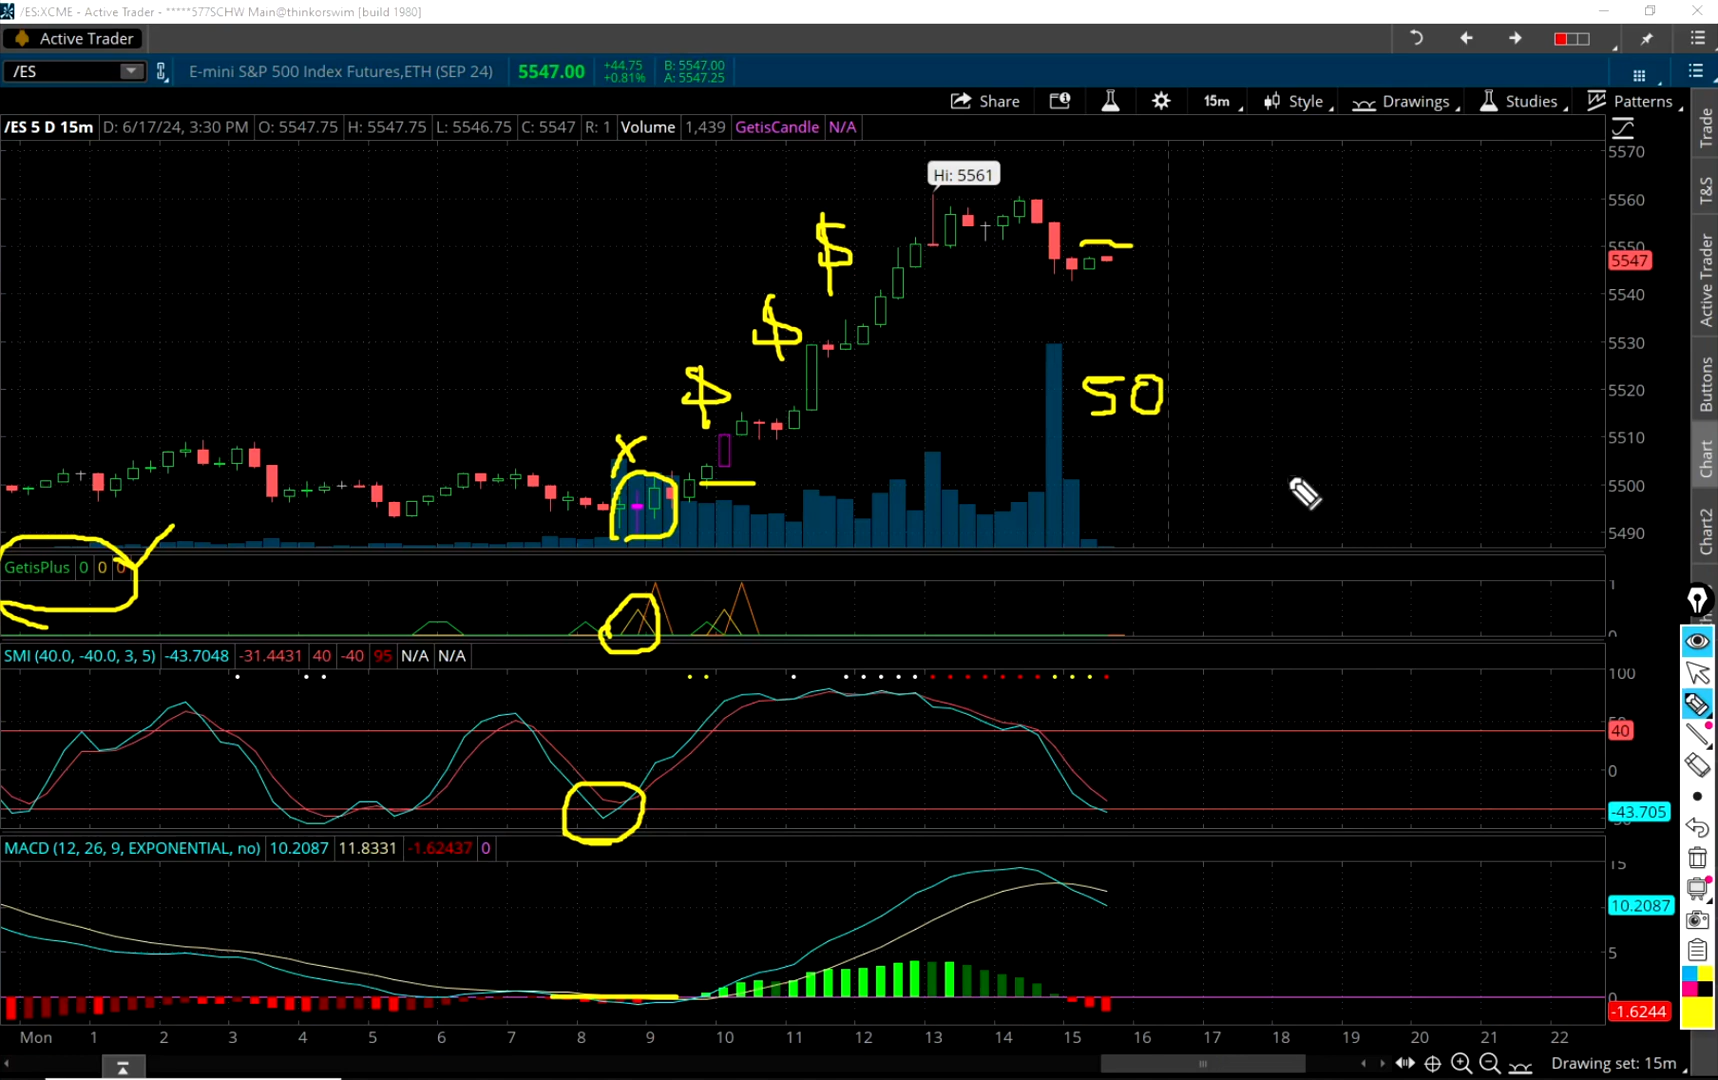 /ES:XCME - Active Trader - *****577SCHW Main@thinkorswim [build 1980]
Active Trader
/ES
E-mini S&P 500 Index Futures,ETH (SEP 24)
5547.00
+44.75
+0.81%
B: 5547.00
A: 5547.25
Share
15m
Style
Drawings
Studies
Patterns
/ES 5 D 15m
D: 6/17/24, 3:30 PM
O: 5547.75
H: 5547.75
L: 5546.75
C: 5547
R: 1
Volume
1,439
GetisCandle
N/A
Hi: 5561
5570
5560
5550
5547
5540
5530
5520
5510
5500
5490
$
$
$
x
50
GetisPlus
0
0
0
1
0
SMI (40.0, -40.0, 3, 5)
-43.7048
-31.4431
40
-40
95
N/A
N/A
100
40
0
-43.705
MACD (12, 26, 9, EXPONENTIAL, no)
10.2087
11.8331
-1.62437
0
15
10.2087
5
0
-1.6244
Mon 1 2 3 4 5 6 7 8 9 10 11 12 13 14 15 16 17 18 19 20 21 22
Drawing set: 15m
Trade
T&S
Active Trader
Buttons
Chart
Chart2